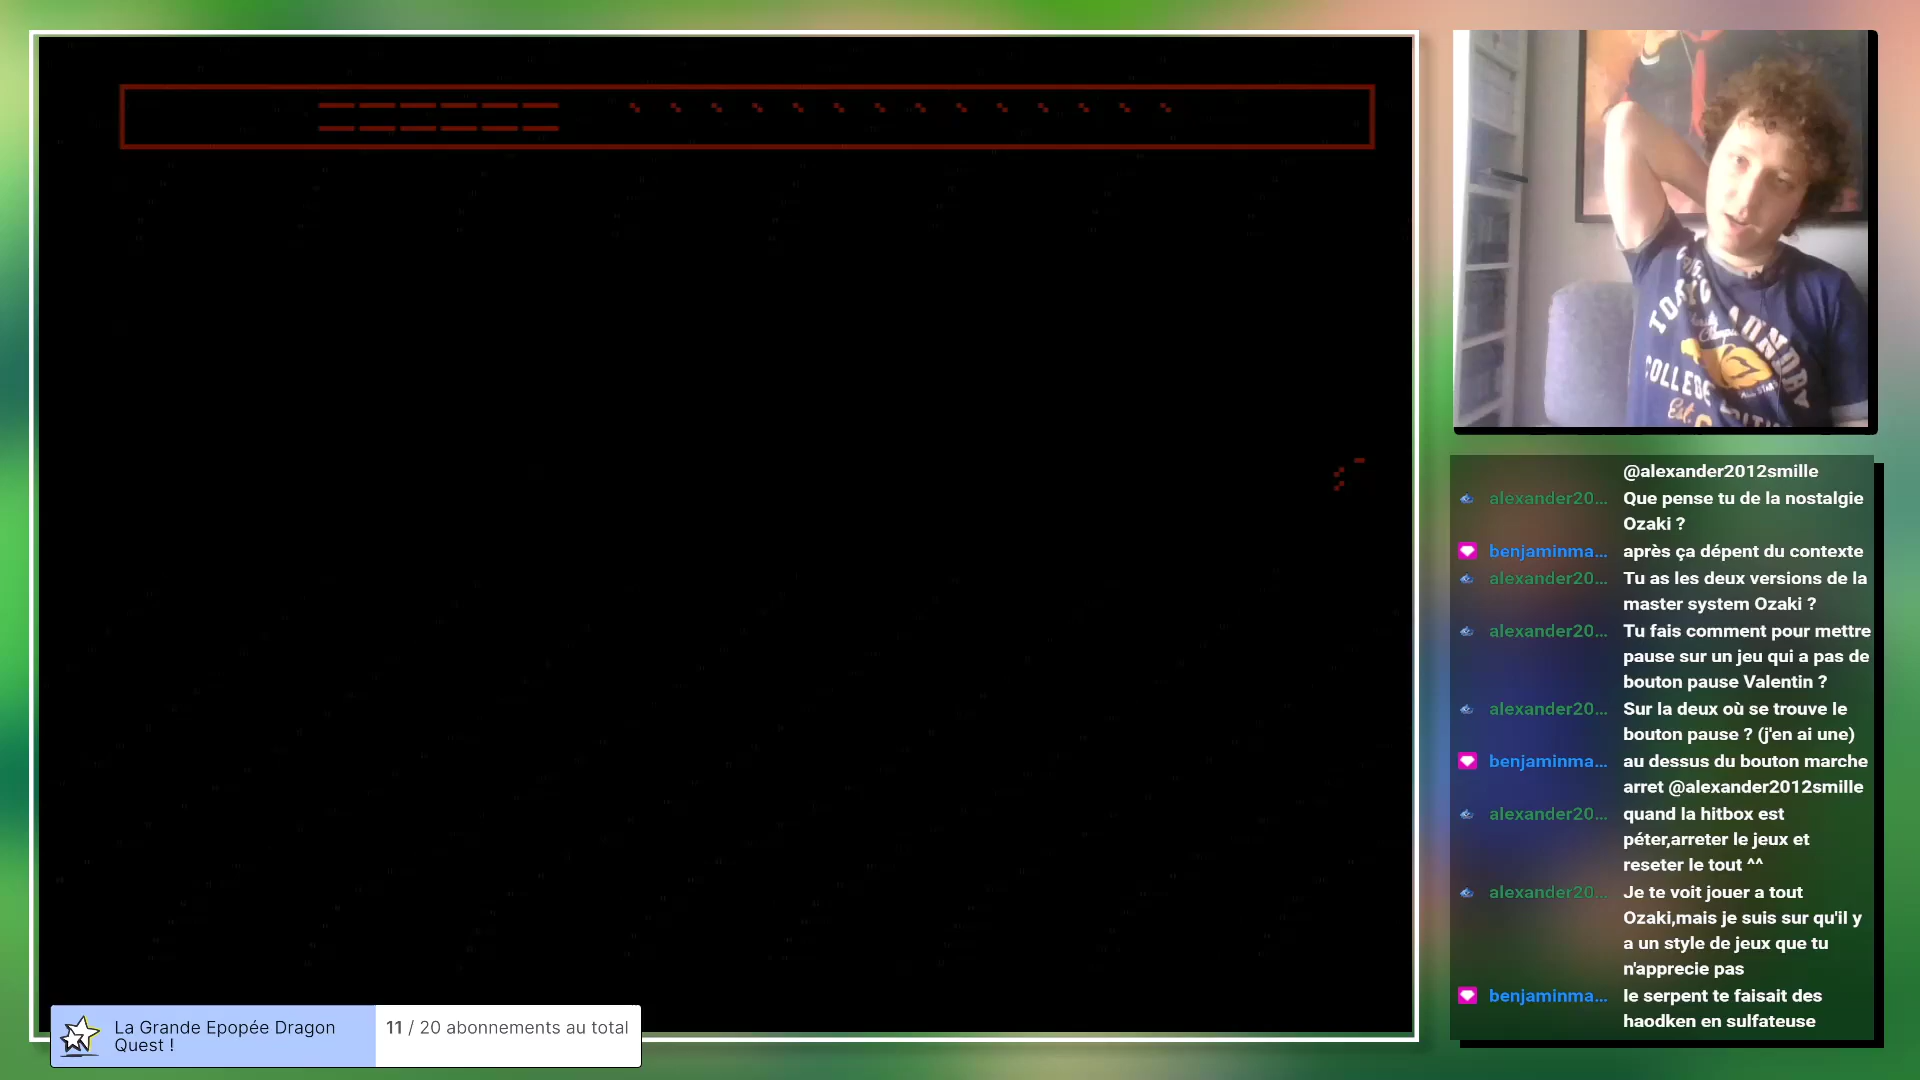 @alexander2012smille
alexander20... Que pense tu de la nostalgie
Ozaki ?
benjaminma... après ça dépent du contexte
alexander20... Tu as les deux versions de la
master system Ozaki ?
alexander20... Tu fais comment pour mettre
pause sur un jeu qui a pas de
bouton pause Valentin ?
alexander20... Sur la deux où se trouve le
bouton pause ? (j'en ai une)
benjaminma... au dessus du bouton marche
arret @alexander2012smille
alexander20... quand la hitbox est
péter,arreter le jeux et
reseter le tout ^^
alexander20... Je te voit jouer a tout
Ozaki,mais je suis sur qu'il y
a un style de jeux que tu
n'apprecie pas
benjaminma... le serpent te faisait des
haodken en sulfateuse
La Grande Epopée Dragon
Quest !
11 / 20 abonnements au total
COLLEGE
Est.